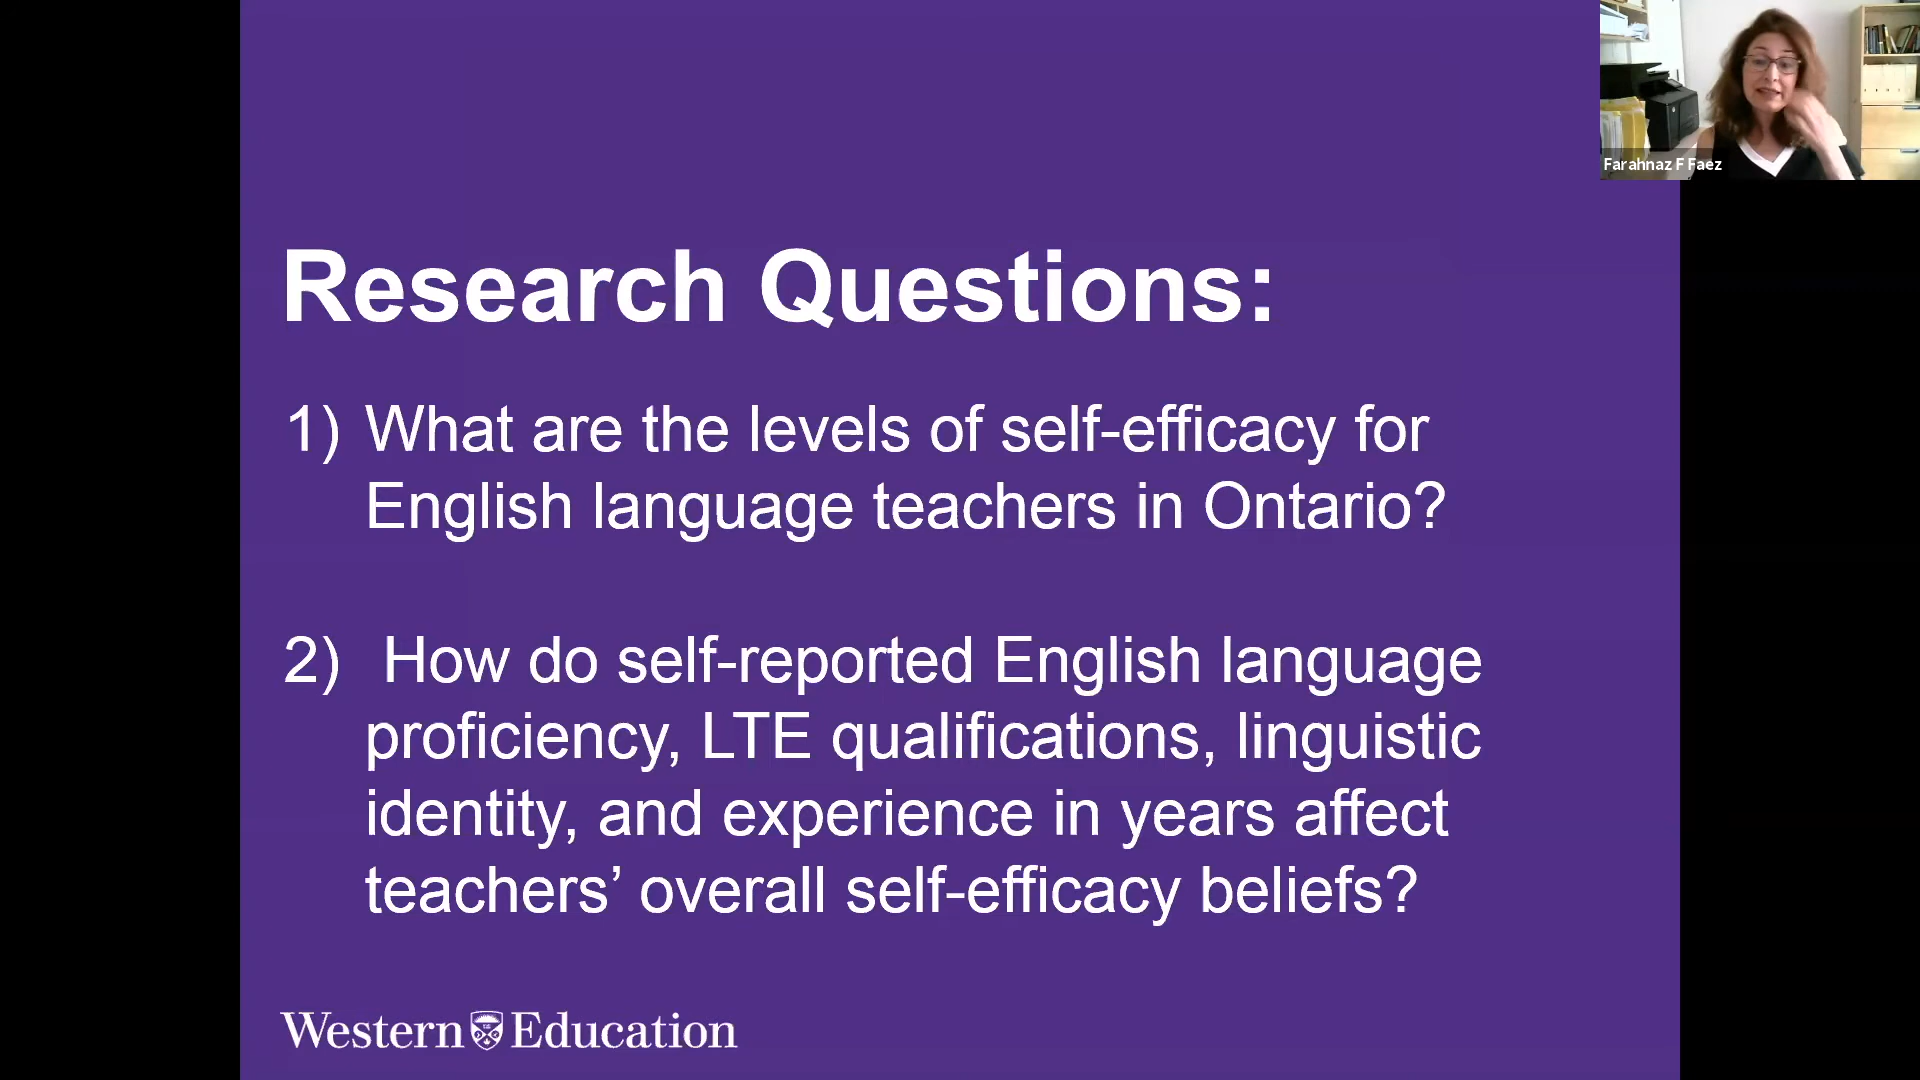 Farahnaz F Faez
Research Questions:
1) What are the levels of self-efficacy for
English language teachers in Ontario?
2) How do self-reported English language
proficiency, LTE qualifications, linguistic
identity, and experience in years affect
teachers’ overall self-efficacy beliefs?
Western Education